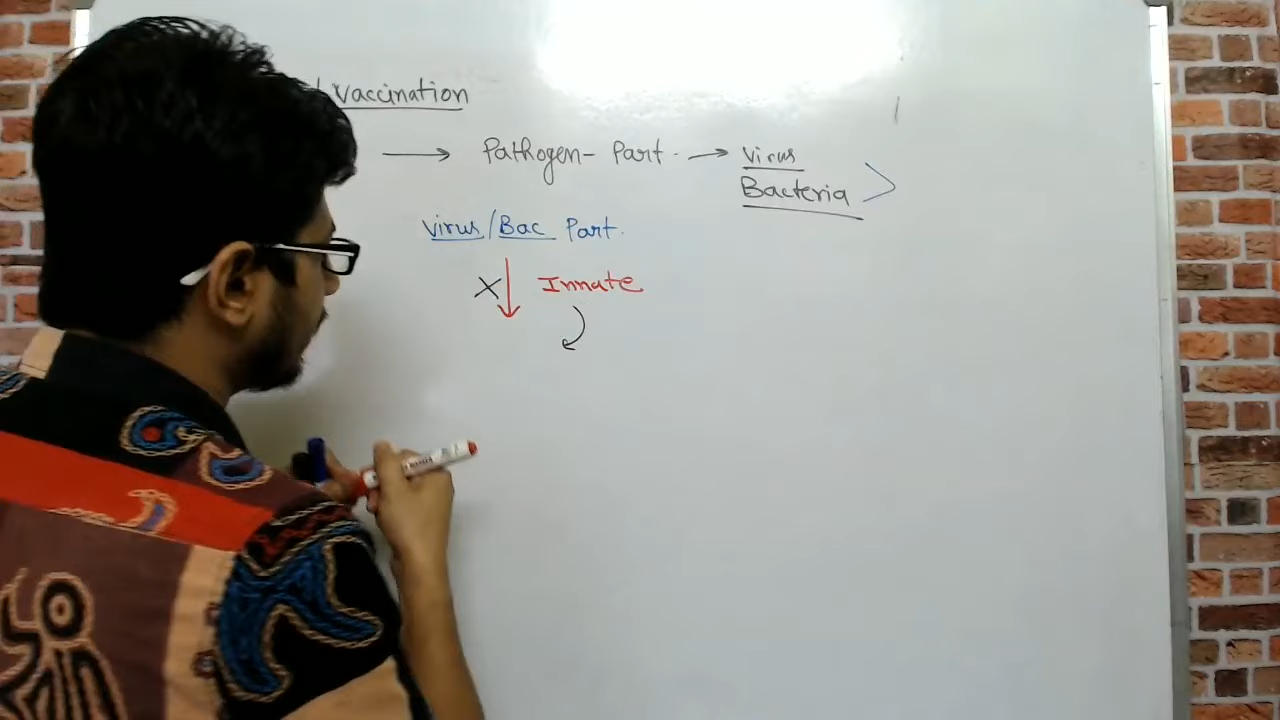 vaccination
Pathogen- Part. → virus
Bacteria
virus/Bac Part.
X Innate